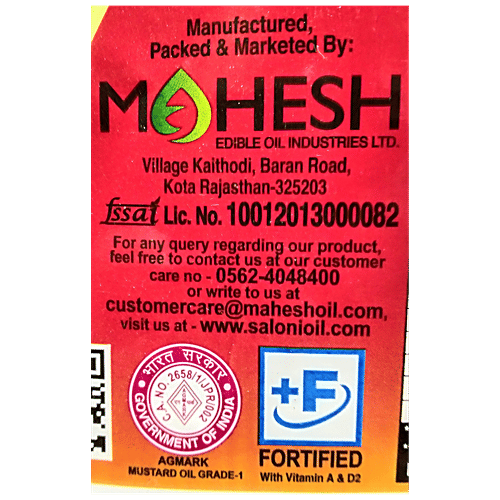 Manufactured,
Packed & Marketed By:
MAHESH
EDIBLE OIL INDUSTRIES LTD.
Village Kaithodi, Baran Road,
Kota Rajasthan-325203
fssai Lic. No. 10012013000082
For any query regarding our product,
feel free to contact us at our customer
care no - 0562-4048400
or write to us at
customercare@maheshoil.com,
visit us at - www.salonioil.com
भारत सरकार
C.A. NO. 2658/1/JPR/002
GOVERNMENT OF INDIA
+F
AGMARK
MUSTARD OIL GRADE-1
FORTIFIED
With Vitamin A & D2